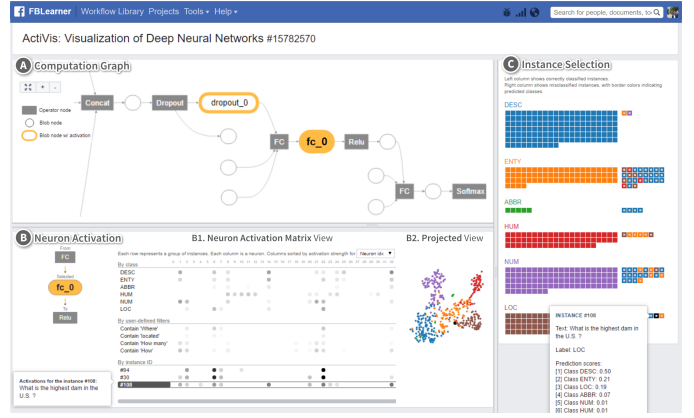 FBLearner
Workflow Library Projects Tools Help
Search for people, documents, to
ActiVis: Visualization of Deep Neural Networks #15782570
A Computation Graph
Operator node
Blob node
Blob node w/ activation
Concat
Dropout
dropout_0
FC
fc_0
Relu
FC
Softmax
C Instance Selection
Left column shows correctly classified instances.
Right column shows misclassified instances, with border colors indicating
predicted classes.
DESC
ENTY
ABBR
HUM
NUM
LOC
B Neuron Activation
From
FC
Selected
fc_0
To
Relu
Activations for the instance #108:
What is the highest dam in
the U.S. ?
B1. Neuron Activation Matrix View
Each row represents a group of instances. Each column is a neuron. Columns sorted by activation strength for Neuron idx
By class
DESC
ENTY
ABBR
HUM
NUM
LOC
By user-defined filters
Contain 'Where'
Contain 'located'
Contain 'How many'
Contain 'How'
By instance ID
#94
#30
#108
B2. Projected View
INSTANCE #108
Text: What is the highest dam in
the U.S. ?
Label: LOC
Prediction scores:
[1] Class DESC: 0.50
[2] Class ENTY: 0.21
[3] Class LOC: 0.19
[4] Class ABBR: 0.07
[5] Class NUM: 0.01
[6] Class HUM: 0.01